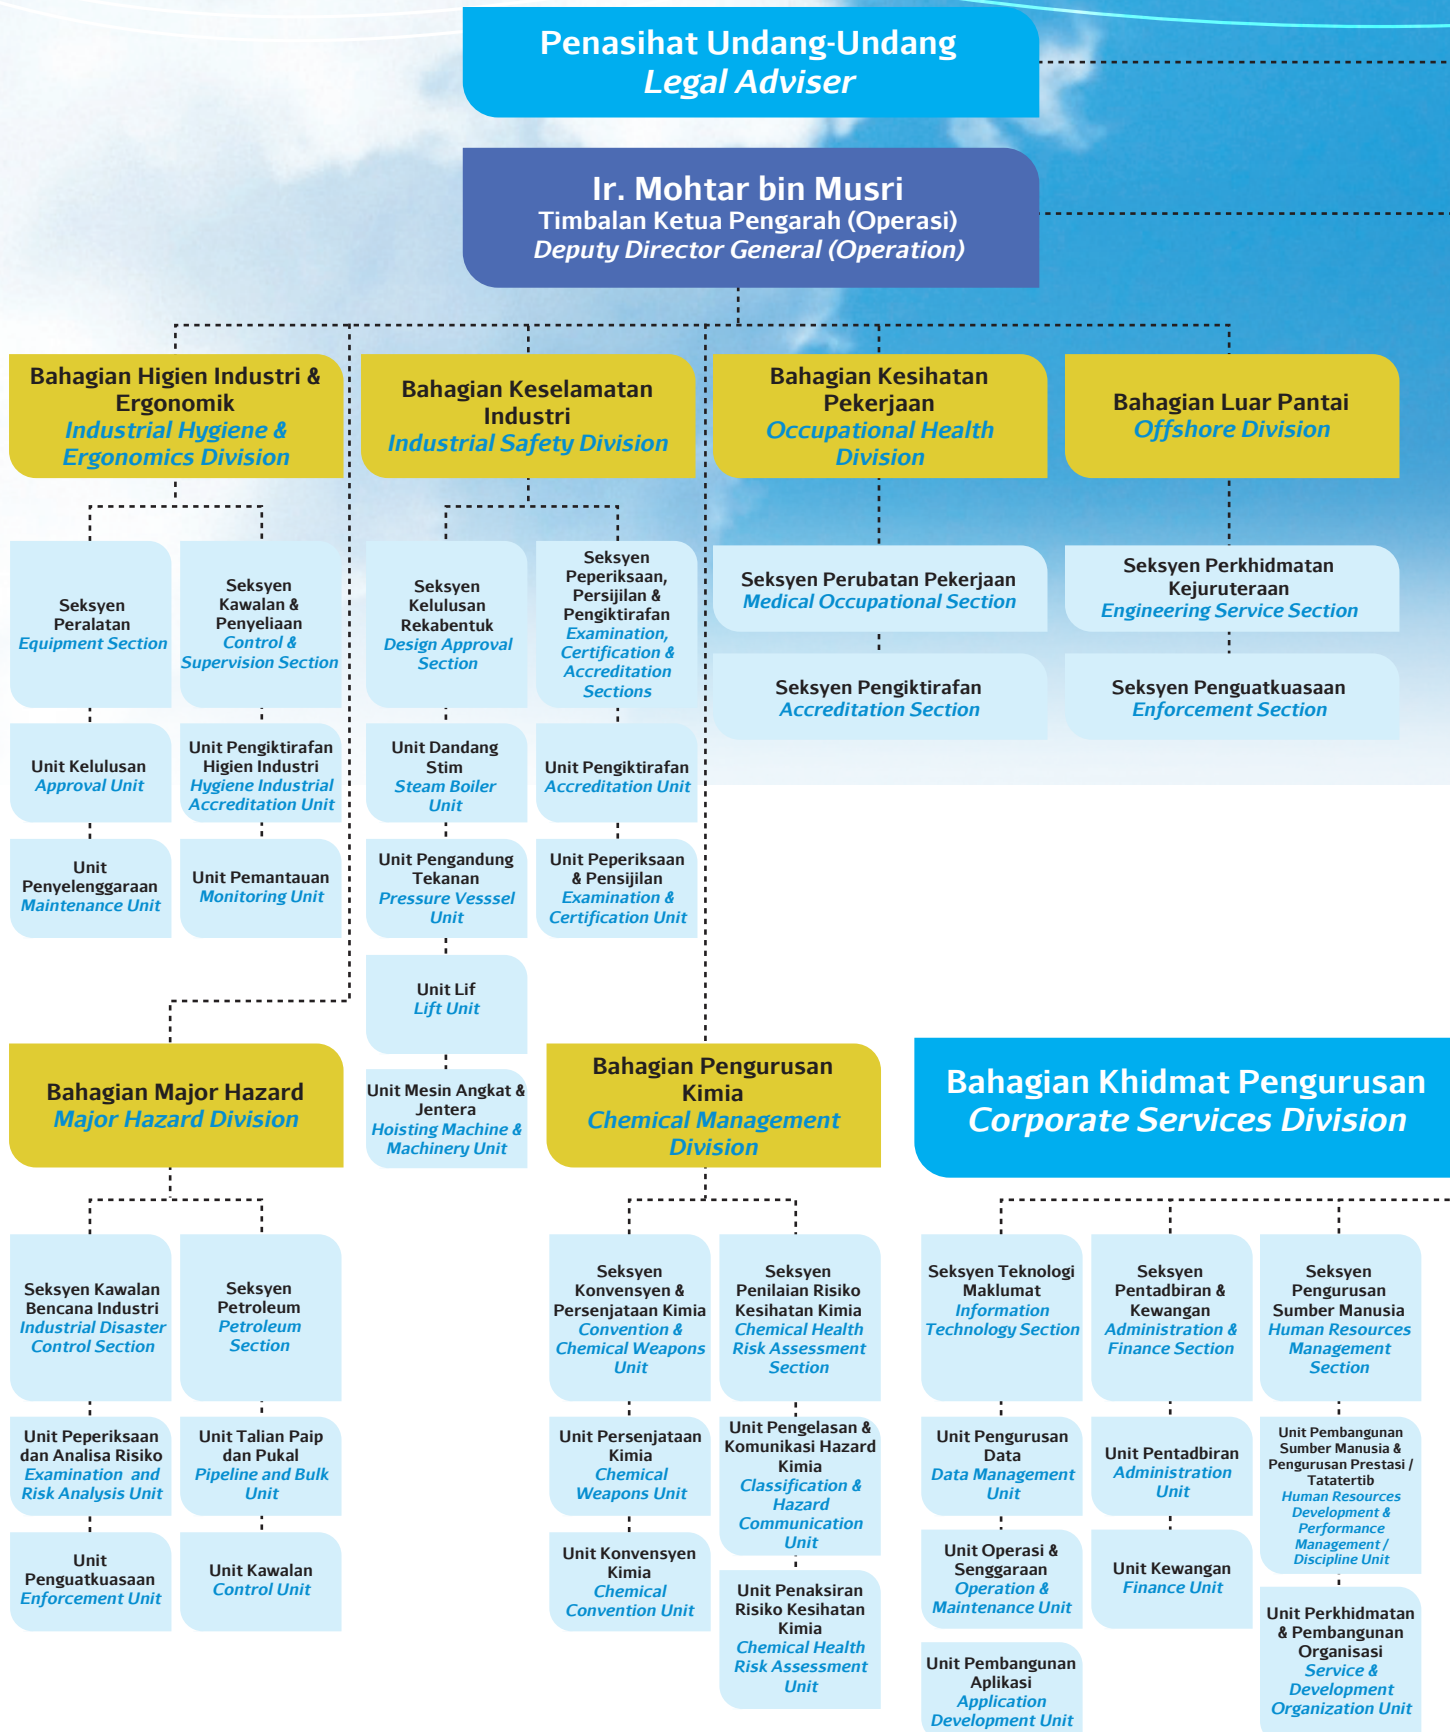 Penasihat Undang-Undang
Legal Adviser
Ir. Mohtar bin Musri
Timbalan Ketua Pengarah (Operasi)
Deputy Director General (Operation)
Bahagian Higien Industri &
Ergonomik
Industrial Hygiene &
Ergonomics Division
Bahagian Keselamatan
Industri
Industrial Safety Division
Bahagian Kesihatan
Pekerjaan
Occupational Health
Division
Bahagian Luar Pantai
Offshore Division
Seksyen
Peralatan
Equipment Section
Seksyen
Kawalan &
Penyeliaan
Control &
Supervision Section
Seksyen
Kelulusan
Rekabentuk
Design Approval
Section
Seksyen
Peperiksaan,
Persijilan &
Pengiktirafan
Examination,
Certification &
Accreditation
Sections
Seksyen Perubatan Pekerjaan
Medical Occupational Section
Seksyen Perkhidmatan
Kejuruteraan
Engineering Service Section
Seksyen Pengiktirafan
Accreditation Section
Seksyen Penguatkuasaan
Enforcement Section
Unit Kelulusan
Approval Unit
Unit Pengiktirafan
Higien Industri
Hygiene Industrial
Accreditation Unit
Unit Dandang
Stim
Steam Boiler
Unit
Unit Pengiktirafan
Accreditation Unit
Unit
Penyelenggaraan
Maintenance Unit
Unit Pemantauan
Monitoring Unit
Unit Pengandung
Tekanan
Pressure Vesssel
Unit
Unit Peperiksaan
& Pensijilan
Examination &
Certification Unit
Unit Lif
Lift Unit
Unit Mesin Angkat &
Jentera
Hoisting Machine &
Machinery Unit
Bahagian Major Hazard
Major Hazard Division
Bahagian Pengurusan
Kimia
Chemical Management
Division
Bahagian Khidmat Pengurusan
Corporate Services Division
Seksyen Kawalan
Bencana Industri
Industrial Disaster
Control Section
Seksyen
Petroleum
Petroleum
Section
Seksyen
Konvensyen &
Persenjataan Kimia
Convention &
Chemical Weapons
Unit
Seksyen
Penilaian Risiko
Kesihatan Kimia
Chemical Health
Risk Assessment
Section
Seksyen Teknologi
Maklumat
Information
Technology Section
Seksyen
Pentadbiran &
Kewangan
Administration &
Finance Section
Seksyen
Pengurusan
Sumber Manusia
Human Resources
Management
Section
Unit Peperiksaan
dan Analisa Risiko
Examination and
Risk Analysis Unit
Unit Talian Paip
dan Pukal
Pipeline and Bulk
Unit
Unit Persenjataan
Kimia
Chemical
Weapons Unit
Unit Pengelasan &
Komunikasi Hazard
Kimia
Classification &
Hazard
Communication
Unit
Unit Pengurusan
Data
Data Management
Unit
Unit Pentadbiran
Administration
Unit
Unit Pembangunan
Sumber Manusia &
Pengurusan Prestasi /
Tatatertib
Human Resources
Development &
Performance
Management /
Discipline Unit
Unit
Penguatkuasaan
Enforcement Unit
Unit Kawalan
Control Unit
Unit Konvensyen
Kimia
Chemical
Convention Unit
Unit Penaksiran
Risiko Kesihatan
Kimia
Chemical Health
Risk Assessment
Unit
Unit Operasi &
Senggaraan
Operation &
Maintenance Unit
Unit Kewangan
Finance Unit
Unit Perkhidmatan
& Pembangunan
Organisasi
Service &
Development
Organization Unit
Unit Pembangunan
Aplikasi
Application
Development Unit